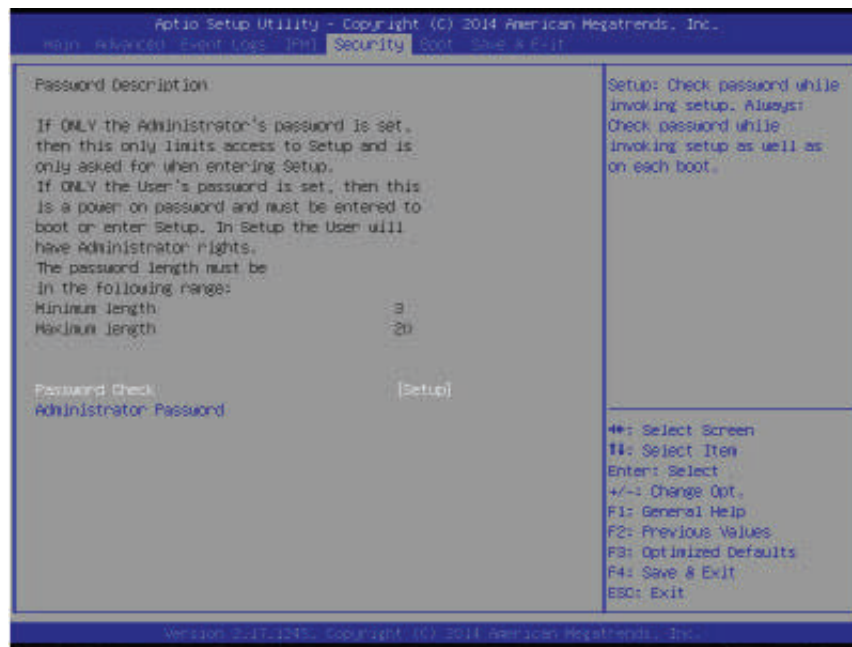 Aptio Setup Utility - Copyright (C) 2014 American Megatrends, Inc.
Main Advanced Event Logs IPMI Security Boot Save & Exit
Password Description
If ONLY the Administrator's password is set,
then this only limits access to Setup and is
only asked for when entering Setup.
If ONLY the User's password is set, then this
is a power on password and must be entered to
boot or enter Setup. In Setup the User will
have Administrator rights.
The password length must be
in the following range:
Minimum length 3
Maximum length 20
Password Check [Setup]
Administrator Password
Setup: Check password while
invoking setup. Always:
Check password while
invoking setup as well as
on each boot.
→←: Select Screen
↑↓: Select Item
Enter: Select
+/-: Change Opt.
F1: General Help
F2: Previous Values
F3: Optimized Defaults
F4: Save & Exit
ESC: Exit
Version 2.17.1245. Copyright (C) 2014 American Megatrends, Inc.